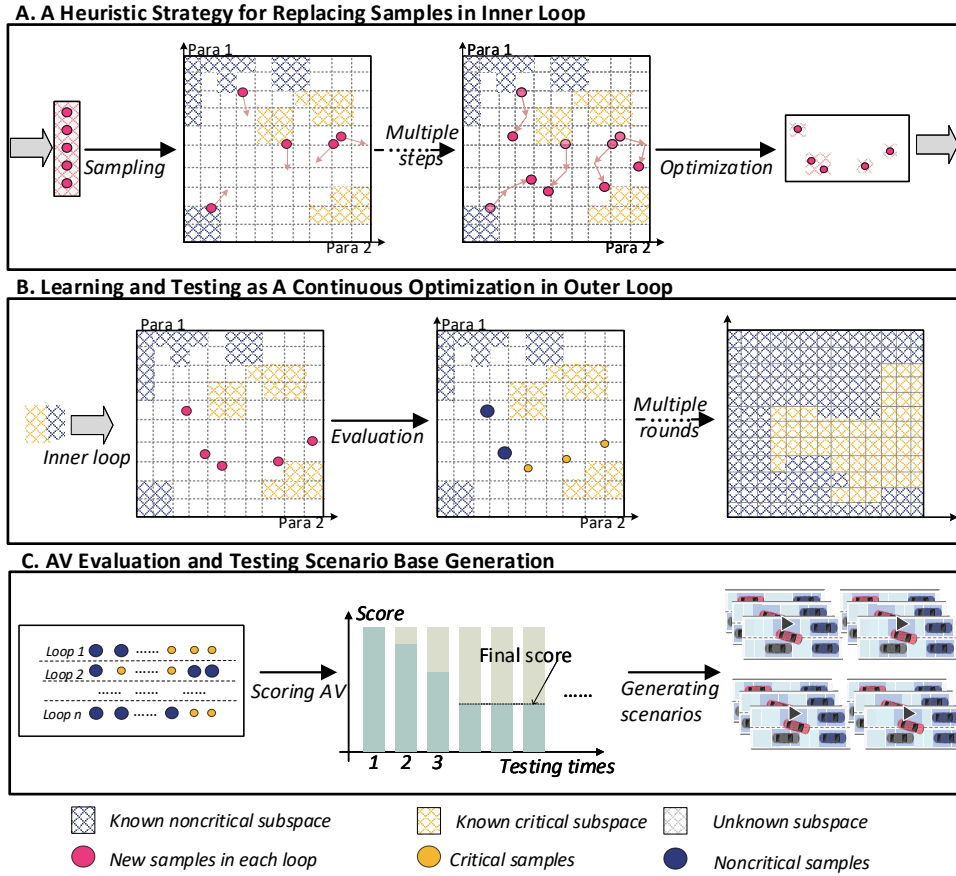 A. A Heuristic Strategy for Replacing Samples in Inner Loop
Para 1
Para 1
Sampling
Multiple
steps
Optimization
Para 2
Para 2
B. Learning and Testing as A Continuous Optimization in Outer Loop
Para 1
Para 1
Inner loop
Evaluation
Multiple
rounds
Para 2
Para 2
C. AV Evaluation and Testing Scenario Base Generation
Loop 1 ......
Loop 2 ......
...... ...... ......
Loop n ......
Scoring AV
Score
Final score
......
1 2 3
Testing times
Generating
scenarios
Known noncritical subspace
Known critical subspace
Unknown subspace
New samples in each loop
Critical samples
Noncritical samples